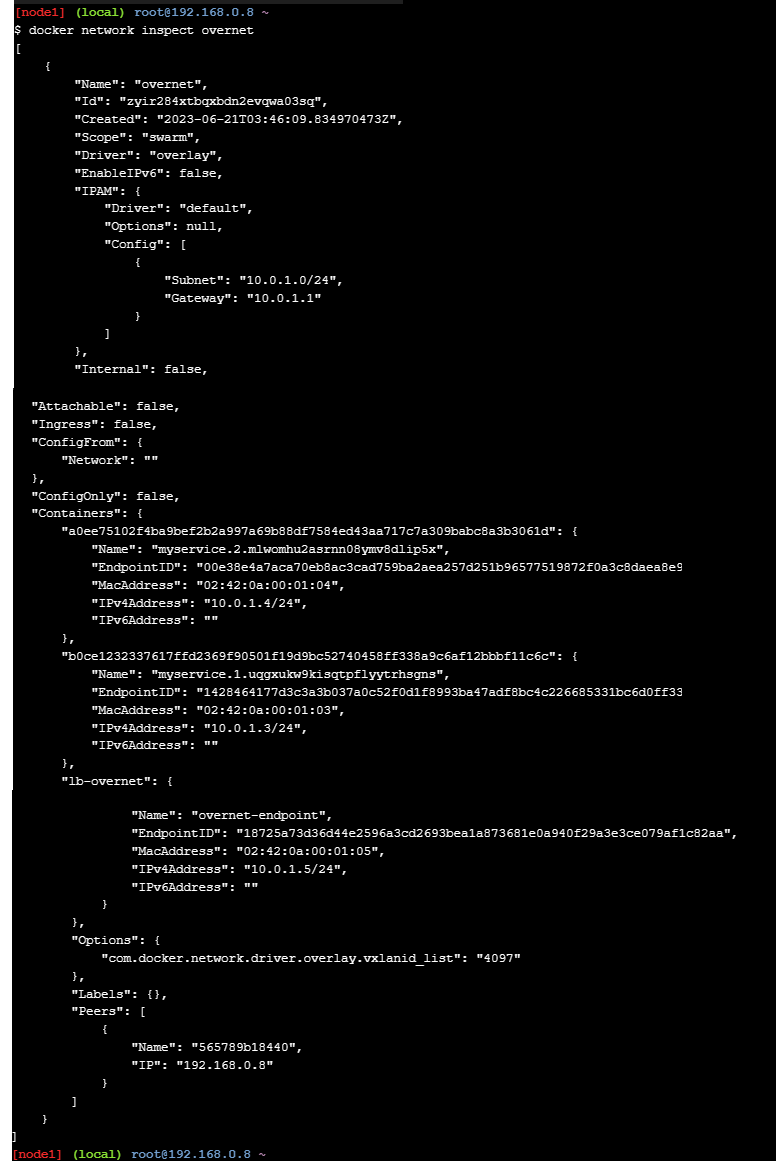 [node1] (local) root@192.168.0.8 ~
$ docker network inspect overnet
[
    {
        "Name": "overnet",
        "Id": "zyir284xtbqxbdn2evqwa03sq",
        "Created": "2023-06-21T03:46:09.834970473Z",
        "Scope": "swarm",
        "Driver": "overlay",
        "EnableIPv6": false,
        "IPAM": {
            "Driver": "default",
            "Options": null,
            "Config": [
                {
                    "Subnet": "10.0.1.0/24",
                    "Gateway": "10.0.1.1"
                }
            ]
        },
        "Internal": false,
        "Attachable": false,
        "Ingress": false,
        "ConfigFrom": {
            "Network": ""
        },
        "ConfigOnly": false,
        "Containers": {
            "a0ee75102f4ba9bef2b2a997a69b88df7584ed43aa717c7a309babc8a3b3061d": {
                "Name": "myservice.2.mlwomhu2asrnn08ymv8dlip5x",
                "EndpointID": "00e38e4a7aca70eb8ac3cad759ba2aea257d251b96577519872f0a3c8daea8e9
                "MacAddress": "02:42:0a:00:01:04",
                "IPv4Address": "10.0.1.4/24",
                "IPv6Address": ""
            },
            "b0ce1232337617ffd2369f90501f19d9bc52740458ff338a9c6af12bbbf11c6c": {
                "Name": "myservice.1.uqgxukw9kisqtpflyytrhsgns",
                "EndpointID": "1428464177d3c3a3b037a0c52f0d1f8993ba47adf8bc4c226685331bc6d0ff33
                "MacAddress": "02:42:0a:00:01:03",
                "IPv4Address": "10.0.1.3/24",
                "IPv6Address": ""
            },
            "lb-overnet": {
                "Name": "overnet-endpoint",
                "EndpointID": "18725a73d36d44e2596a3cd2693bea1a873681e0a940f29a3e3ce079af1c82aa",
                "MacAddress": "02:42:0a:00:01:05",
                "IPv4Address": "10.0.1.5/24",
                "IPv6Address": ""
            }
        },
        "Options": {
            "com.docker.network.driver.overlay.vxlanid_list": "4097"
        },
        "Labels": {},
        "Peers": [
            {
                "Name": "565789b18440",
                "IP": "192.168.0.8"
            }
        ]
    }
]
[node1] (local) root@192.168.0.8 ~